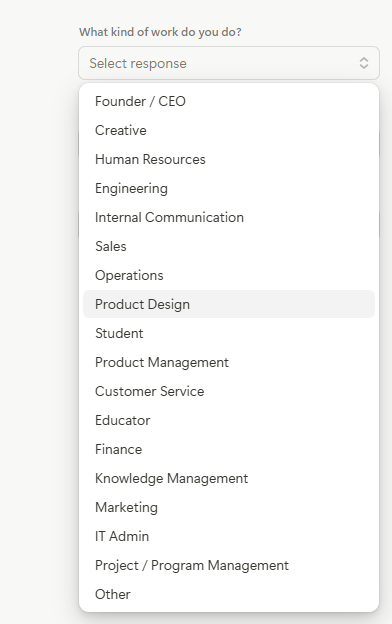 What kind of work do you do?
Select response
Founder / CEO
Creative
Human Resources
Engineering
Internal Communication
Sales
Operations
Product Design
Student
Product Management
Customer Service
Educator
Finance
Knowledge Management
Marketing
IT Admin
Project / Program Management
Other